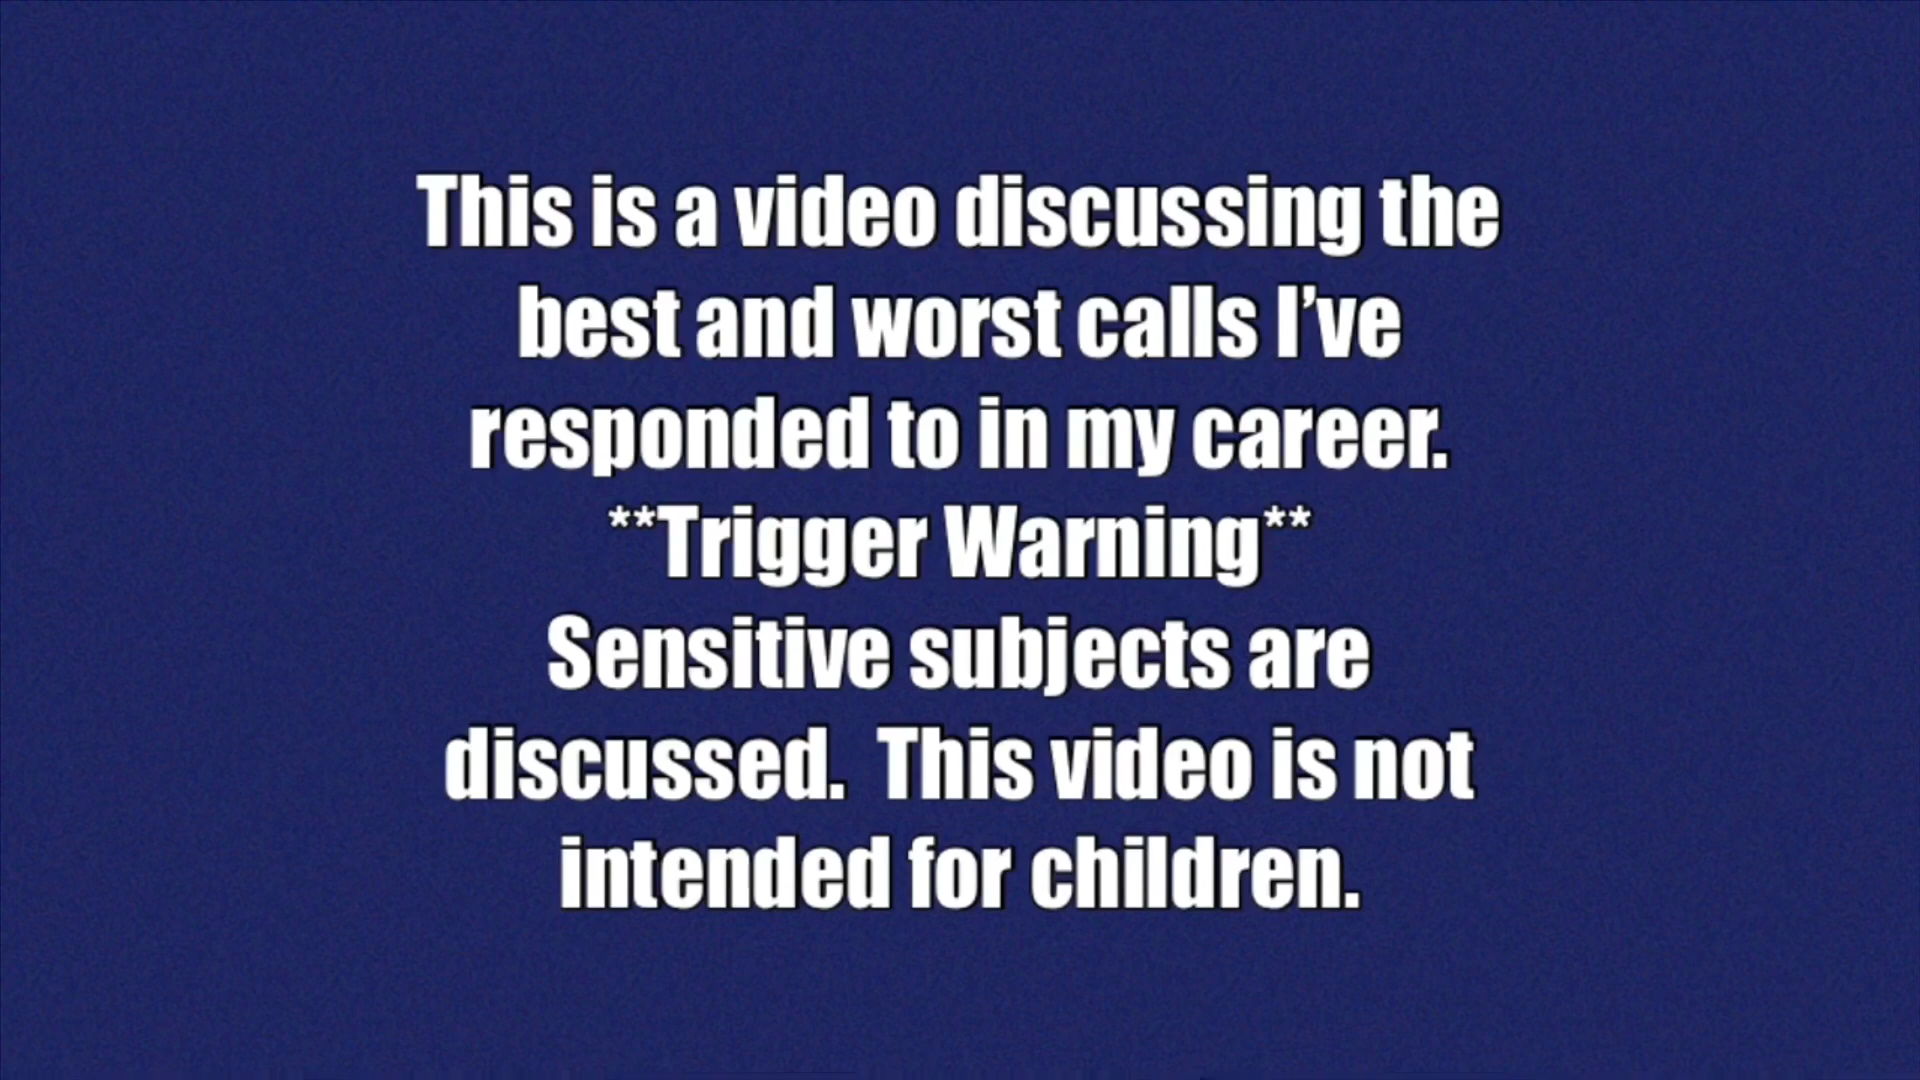 This is a video discussing the
best and worst calls I’ve
responded to in my career.
**Trigger Warning**
Sensitive subjects are
discussed.  This video is not
intended for children.